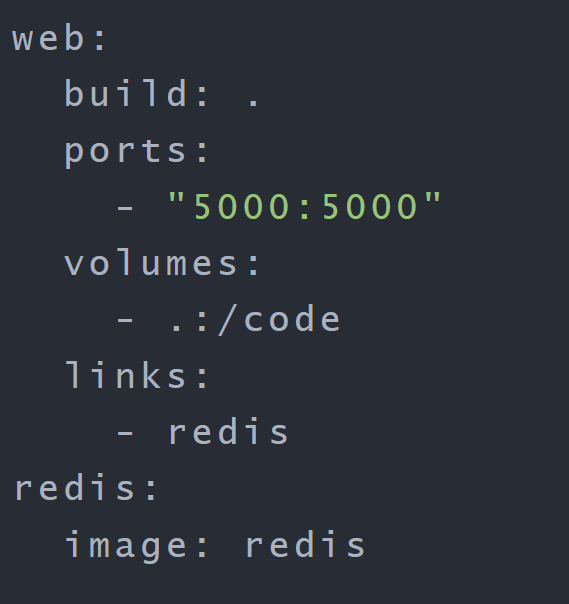 web:
  build: .
  ports:
    - "5000:5000"
  volumes:
    - .:/code
  links:
    - redis
redis:
  image: redis